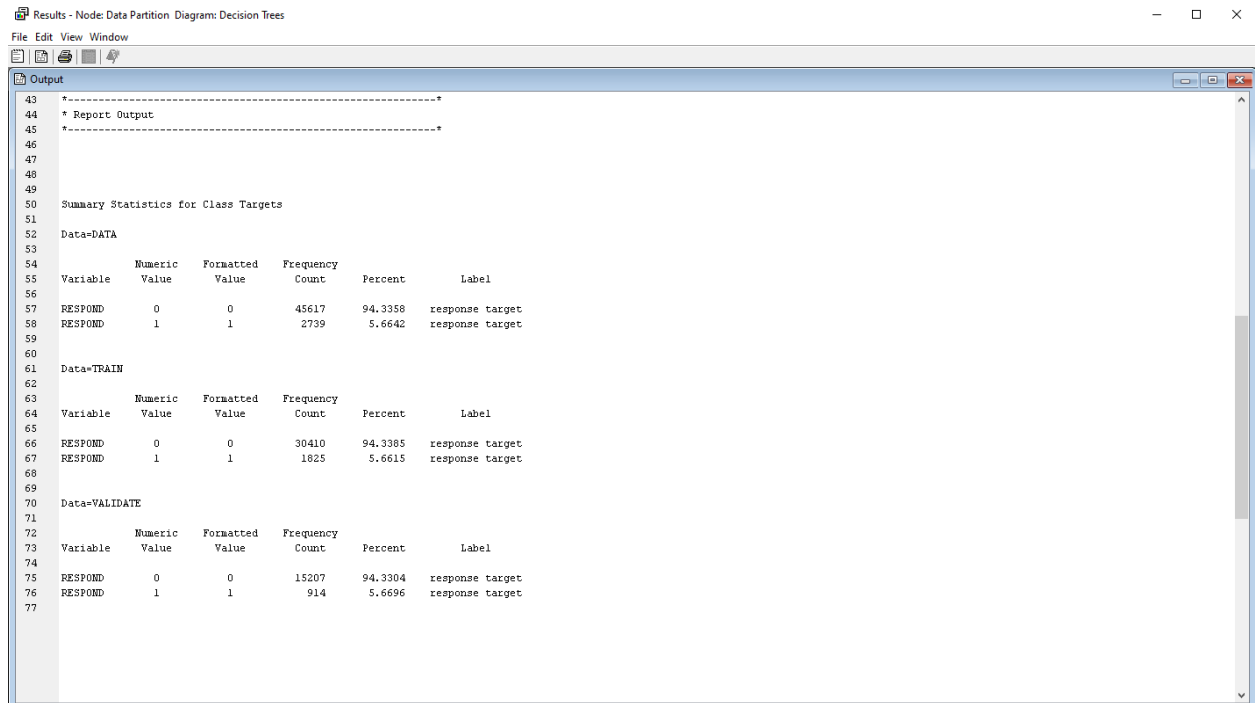 Results - Node: Data Partition Diagram: Decision Trees
File Edit View Window
Output
43 *------------------------------------------------------------*
44 * Report Output
45 *------------------------------------------------------------*
46
47
48
49
50 Summary Statistics for Class Targets
51
52 Data=DATA
53
54 Numeric Formatted Frequency
55 Variable Value Value Count Percent Label
56
57 RESPOND 0 0 45617 94.3358 response target
58 RESPOND 1 1 2739 5.6642 response target
59
60
61 Data=TRAIN
62
63 Numeric Formatted Frequency
64 Variable Value Value Count Percent Label
65
66 RESPOND 0 0 30410 94.3385 response target
67 RESPOND 1 1 1825 5.6615 response target
68
69
70 Data=VALIDATE
71
72 Numeric Formatted Frequency
73 Variable Value Value Count Percent Label
74
75 RESPOND 0 0 15207 94.3304 response target
76 RESPOND 1 1 914 5.6696 response target
77